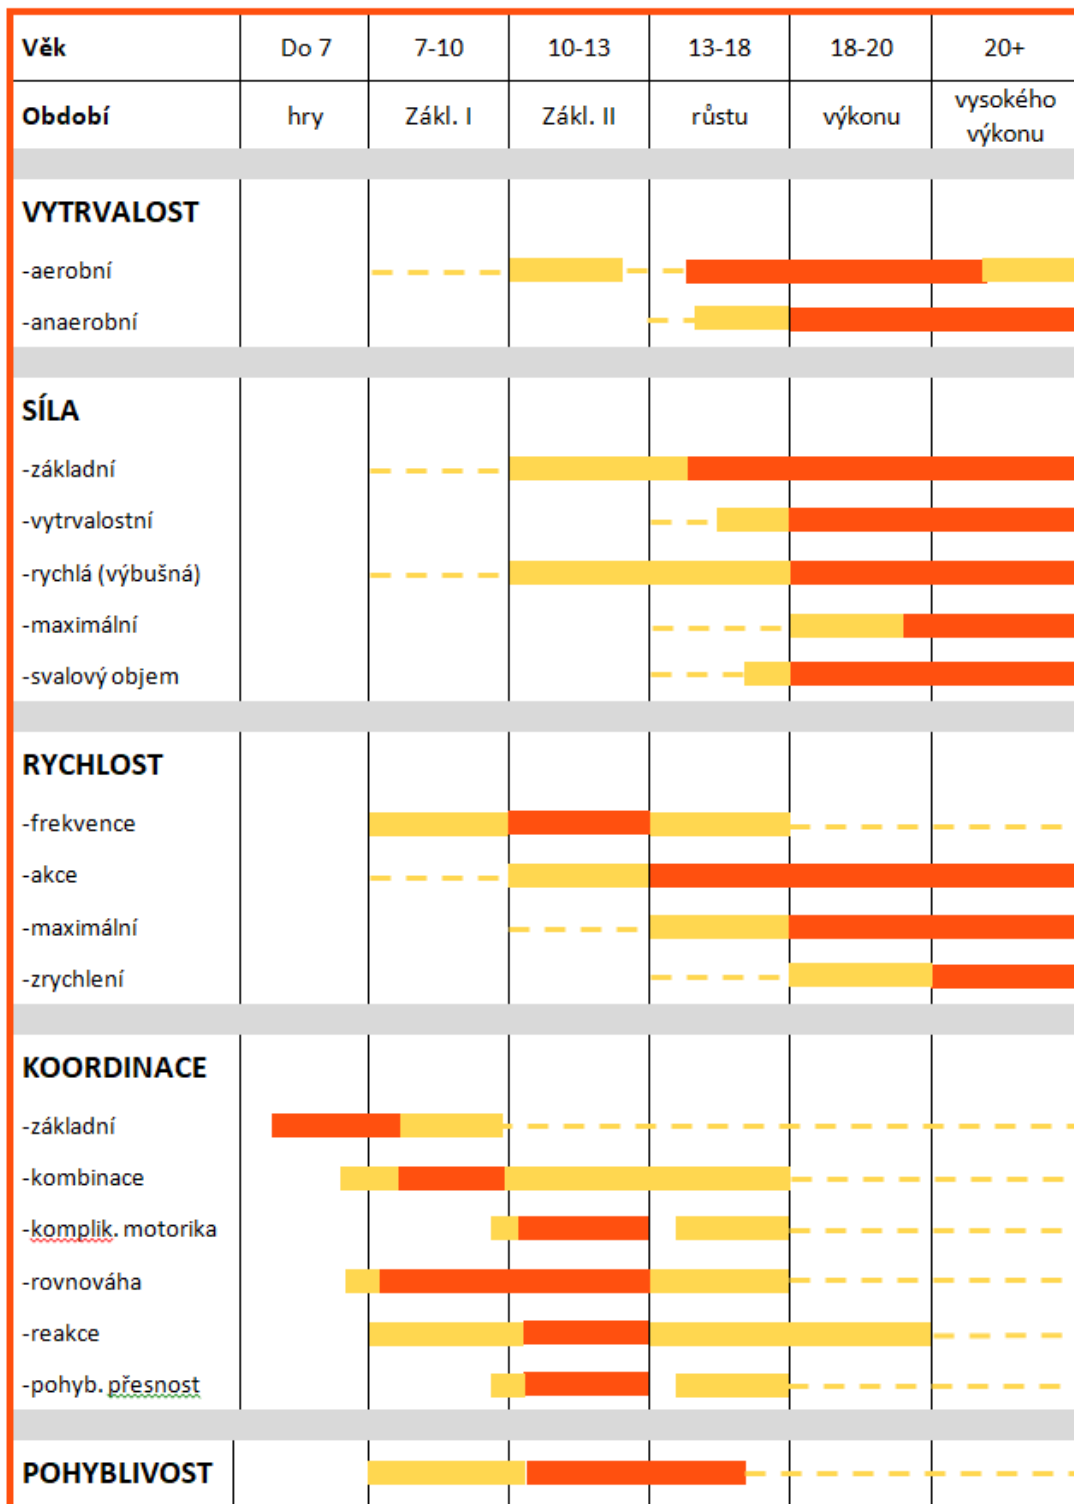 Věk Do 7 7-10 10-13 13-18 18-20 20+
Období hry Zákl. I Zákl. II růstu výkonu vysokého výkonu
VYTRVALOST
-aerobní
-anaerobní
SÍLA
-základní
-vytrvalostní
-rychlá (výbušná)
-maximální
-svalový objem
RYCHLOST
-frekvence
-akce
-maximální
-zrychlení
KOORDINACE
-základní
-kombinace
-komplik. motorika
-rovnováha
-reakce
-pohyb. přesnost
POHYBLIVOST